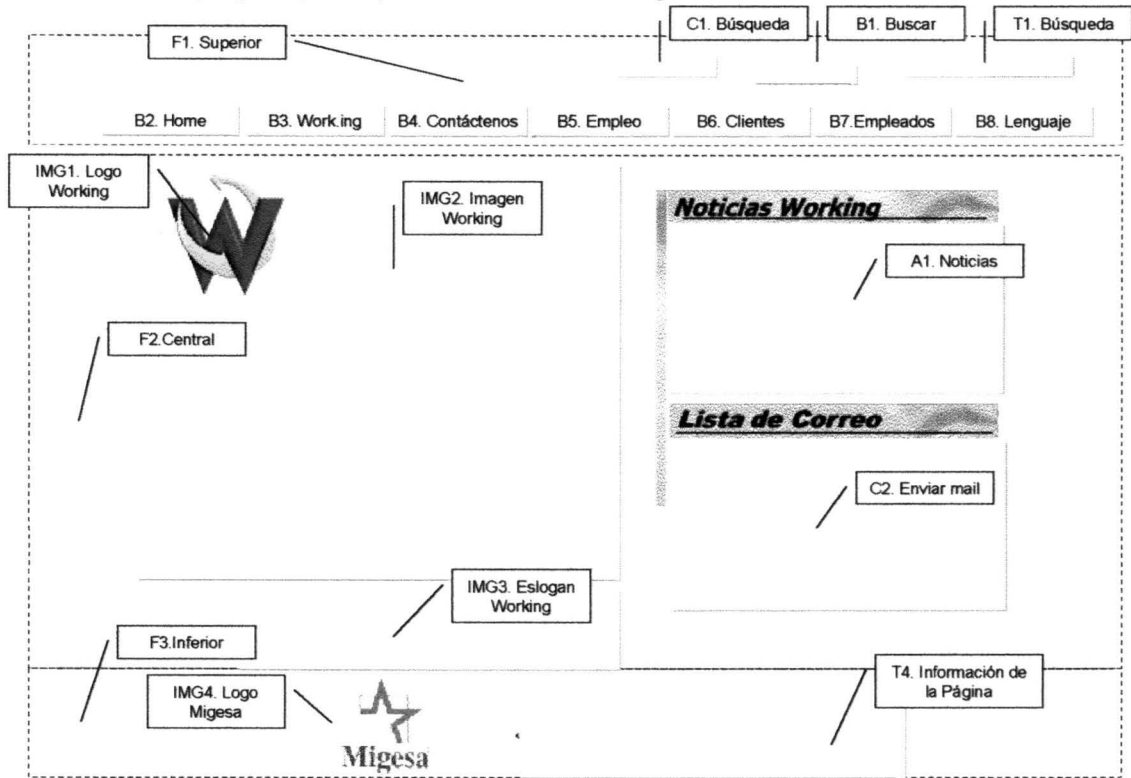 C1. Búsqueda
B1. Buscar
T1. Búsqueda
F1. Superior
B2. Home
B3. Work.ing
B4. Contáctenos
B5. Empleo
B6. Clientes
B7.Empleados
B8. Lenguaje
IMG1. Logo
Working
IMG2. Imagen
Working
Noticias Working
A1. Noticias
F2.Central
Lista de Correo
C2. Enviar mail
IMG3. Eslogan
Working
F3.Inferior
T4. Información de
la Página
IMG4. Logo
Migesa
Migesa